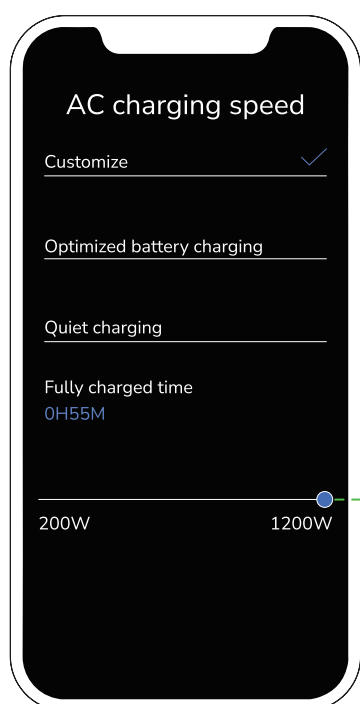 AC charging speed
Customize
Optimized battery charging
Quiet charging
Fully charged time
0H55M
200W 1200W